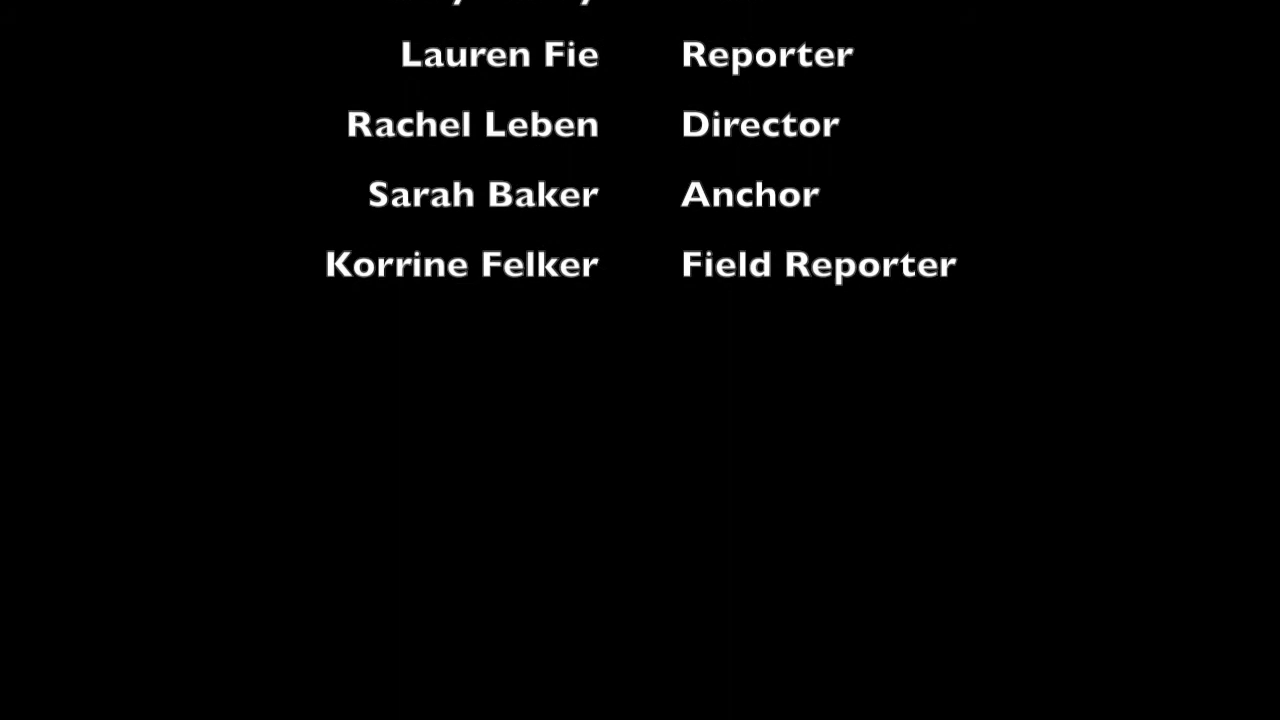 Lauren Fie Reporter
Rachel Leben Director
Sarah Baker Anchor
Korrine Felker Field Reporter